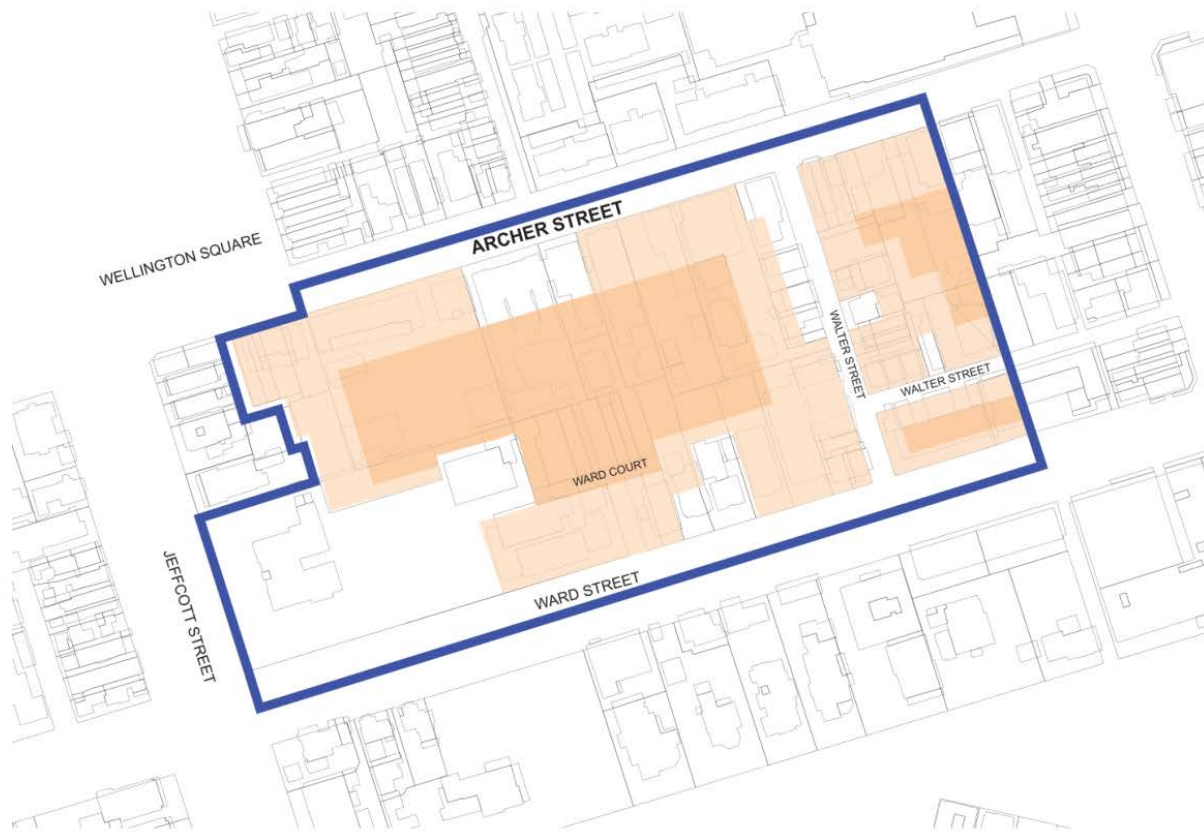 ARCHER STREET
WELLINGTON SQUARE
WALTER STREET
WALTER STREET
WARD COURT
WARD STREET
JEFFCOTT STREET